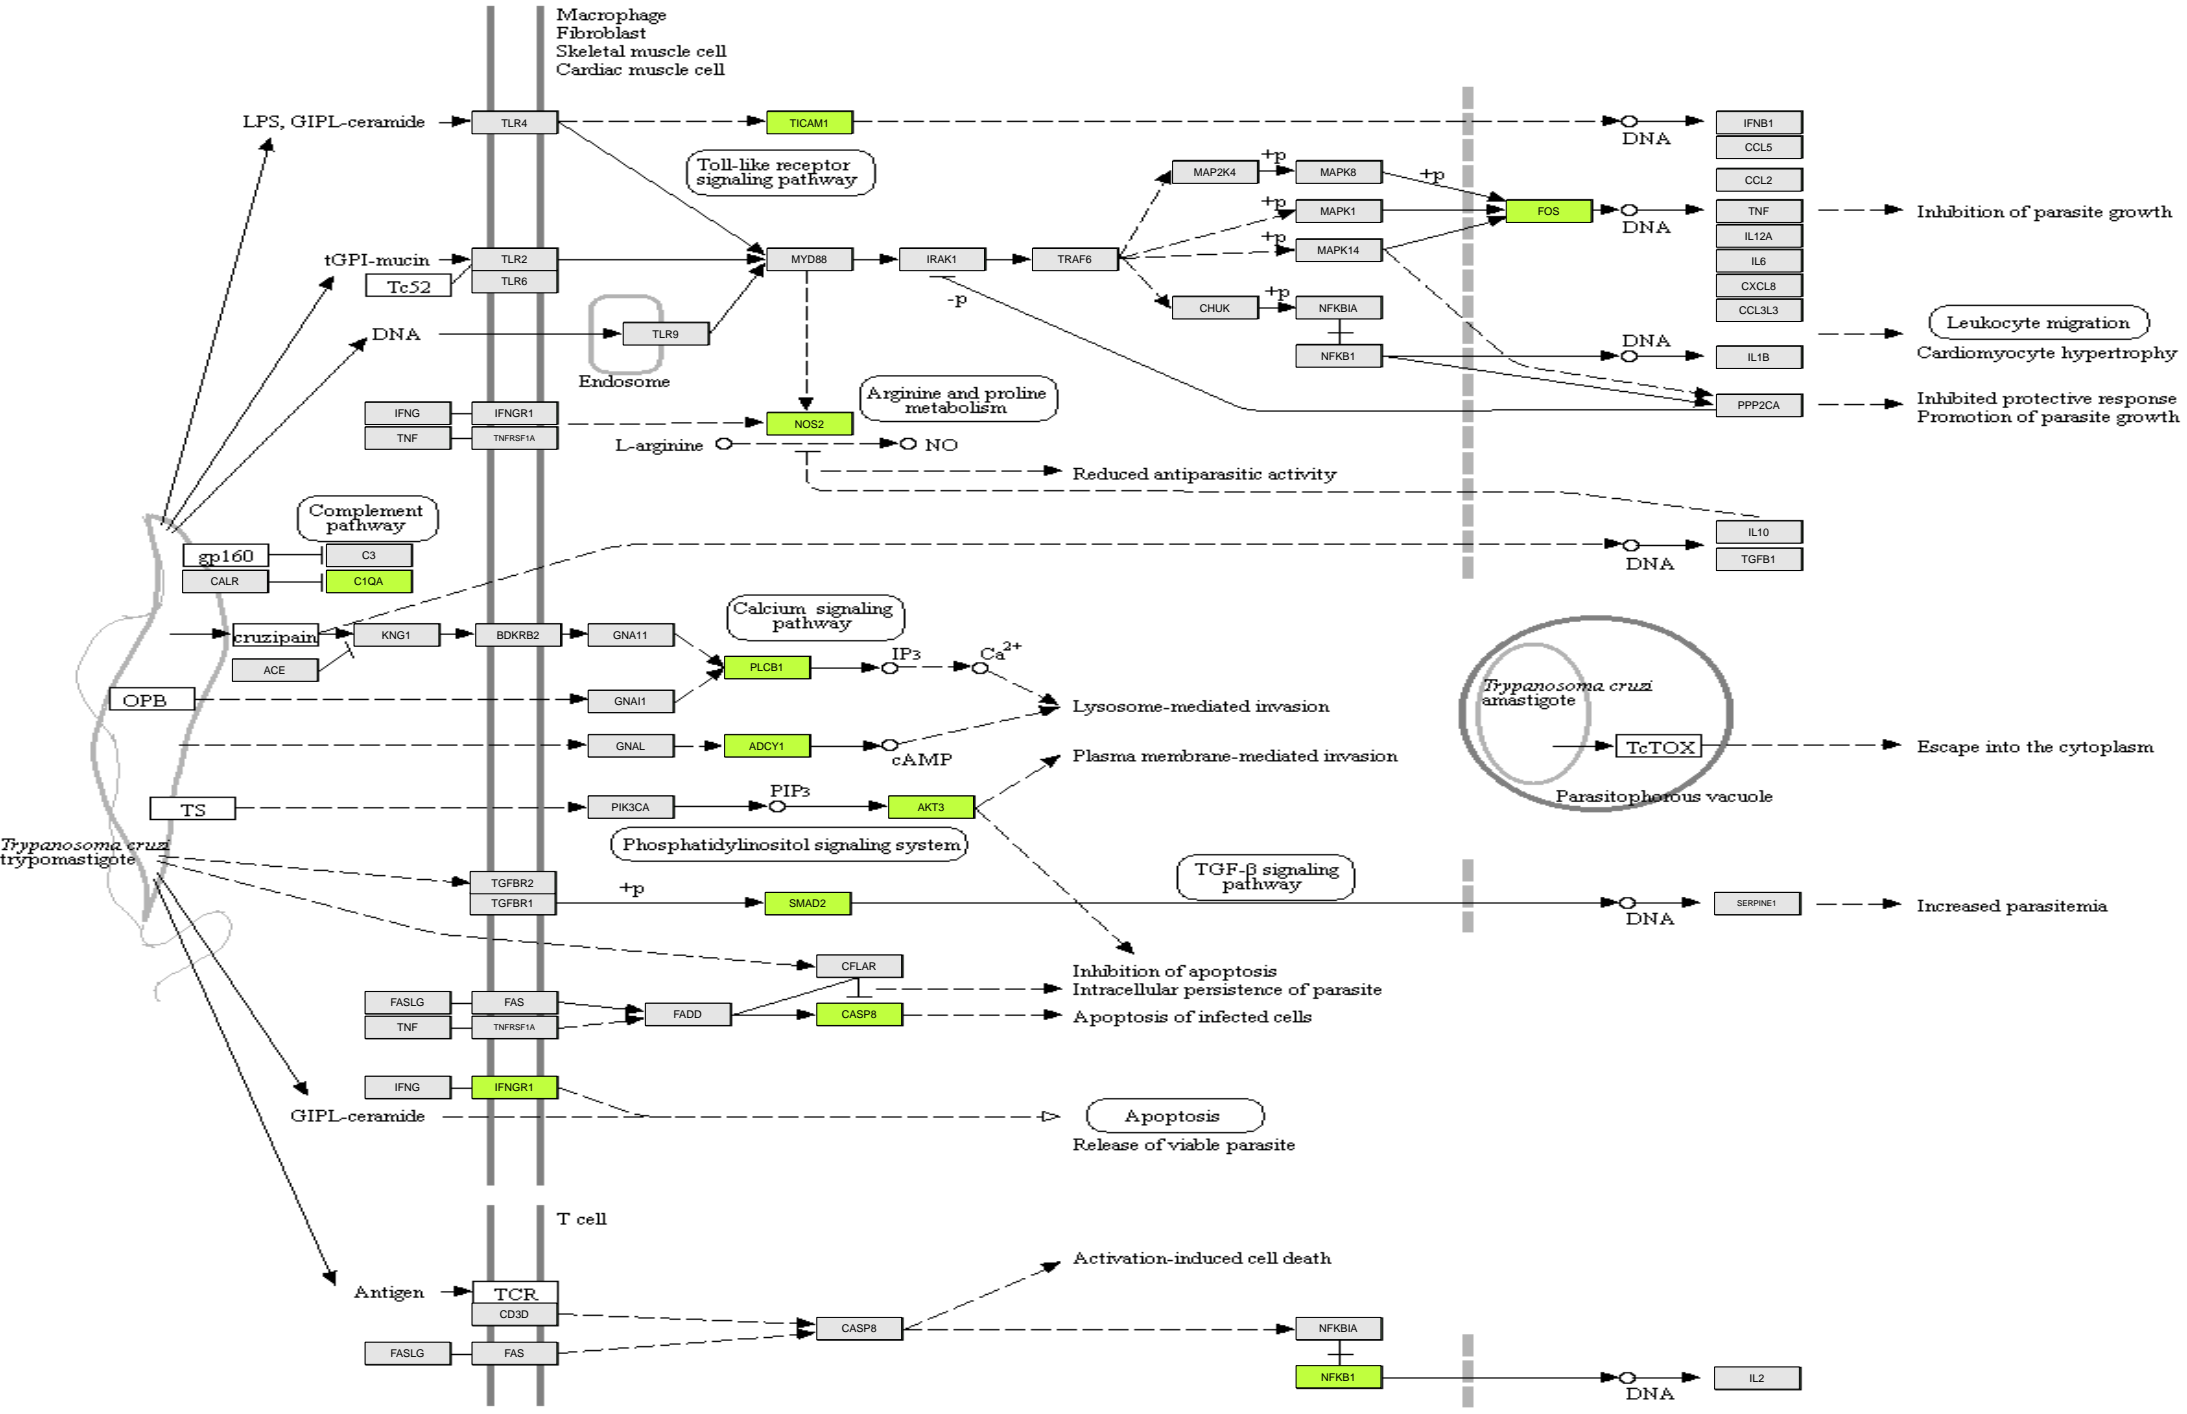 Macrophage
Fibroblast
Skeletal muscle cell
Cardiac muscle cell
LPS, GIPL-ceramide
TLR4
TICAM1
DNA
IFNB1
CCL5
Toll-like receptor
signaling pathway
MAP2K4
+p
MAPK8
+p
CCL2
MAPK1
+p
FOS
DNA
TNF
Inhibition of parasite growth
MAPK14
+p
IL12A
tGPI-mucin
Tc52
TLR2
TLR6
MYD88
IRAK1
-p
TRAF6
IL6
CXCL8
CCL3L3
CHUK
+p
NFKBIA
DNA
TLR9
Endosome
Leukocyte migration
Cardiomyocyte hypertrophy
NFKB1
DNA
IL1B
Arginine and proline
metabolism
PPP2CA
Inhibited protective response
Promotion of parasite growth
IFNG
IFNGR1
TNF
TNFRSF1A
NOS2
L-arginine
NO
Reduced antiparasitic activity
Complement
pathway
gp160
C3
CALR
C1QA
IL10
TGFB1
DNA
cruzipain
KNG1
BDKRB2
GNA11
Calcium signaling
pathway
ACE
PLCB1
IP3
Ca2+
OPB
GNAI1
Lysosome-mediated invasion
Trypanosoma cruzi
amastigote
GNAL
ADCY1
cAMP
Plasma membrane-mediated invasion
TcTOX
Escape into the cytoplasm
Parasitophorous vacuole
TS
PIK3CA
PIP3
AKT3
Phosphatidylinositol signaling system
Trypanosoma cruzi
trypomastigote
TGFBR2
TGFBR1
+p
SMAD2
TGF-β signaling
pathway
DNA
SERPINE1
Increased parasitemia
CFLAR
Inhibition of apoptosis
Intracellular persistence of parasite
FASLG
FAS
TNF
TNFRSF1A
FADD
CASP8
Apoptosis of infected cells
IFNG
IFNGR1
GIPL-ceramide
Apoptosis
Release of viable parasite
T cell
Antigen
TCR
CD3D
Activation-induced cell death
CASP8
NFKBIA
FASLG
FAS
NFKB1
DNA
IL2